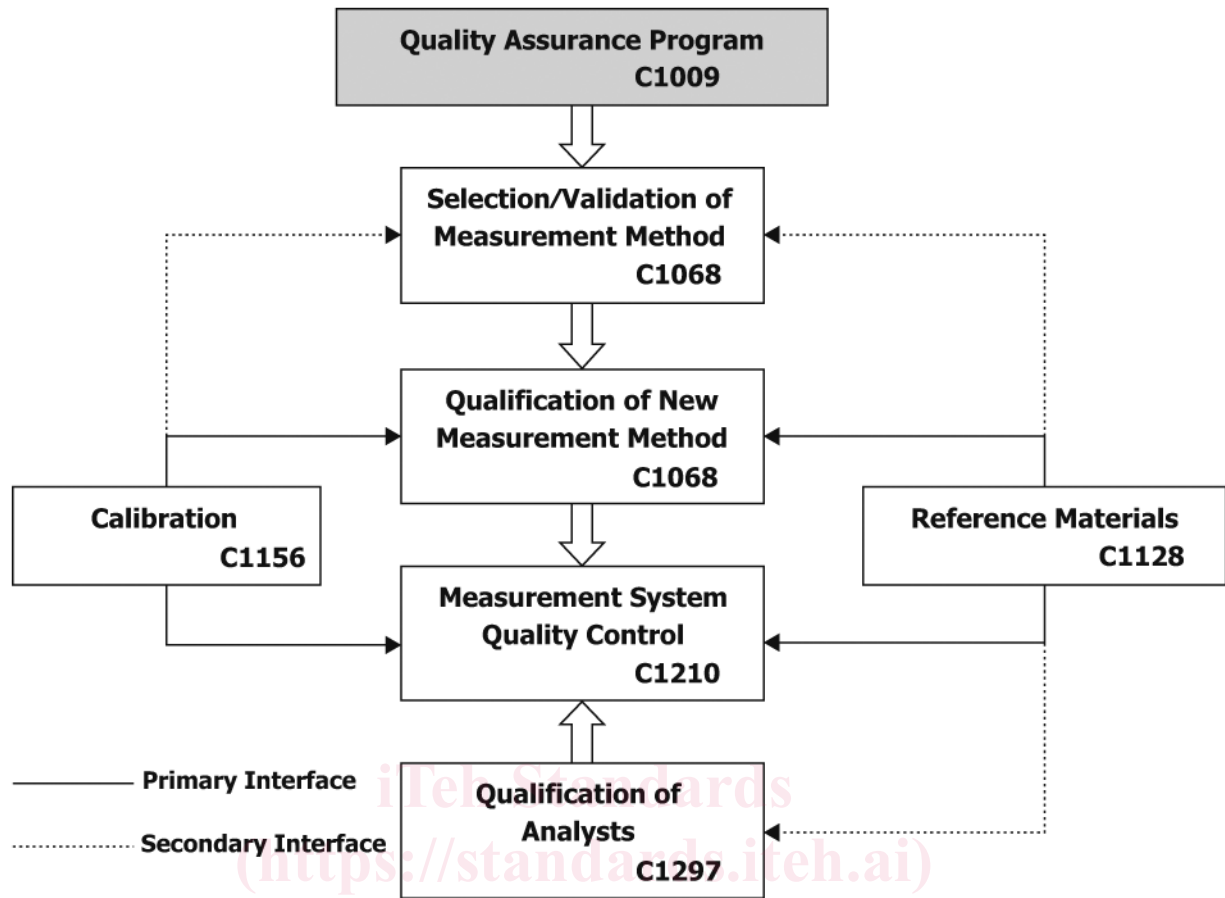 Quality Assurance Program
C1009
Selection/Validation of
Measurement Method
C1068
Qualification of New
Measurement Method
C1068
Calibration
C1156
Reference Materials
C1128
Measurement System
Quality Control
C1210
Primary Interface
Secondary Interface
Qualification of
Analysts
C1297
iTeh Standards
(https://standards.iteh.ai)